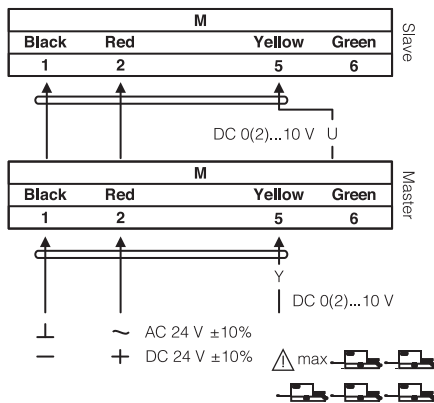 M
Black Red Yellow Green
1 2 5 6
Slave
DC 0(2)...10 V U
M
Black Red Yellow Green
1 2 5 6
Master
Y
DC 0(2)...10 V
⊥ ~ AC 24 V ±10%
− + DC 24 V ±10%
⚠ max